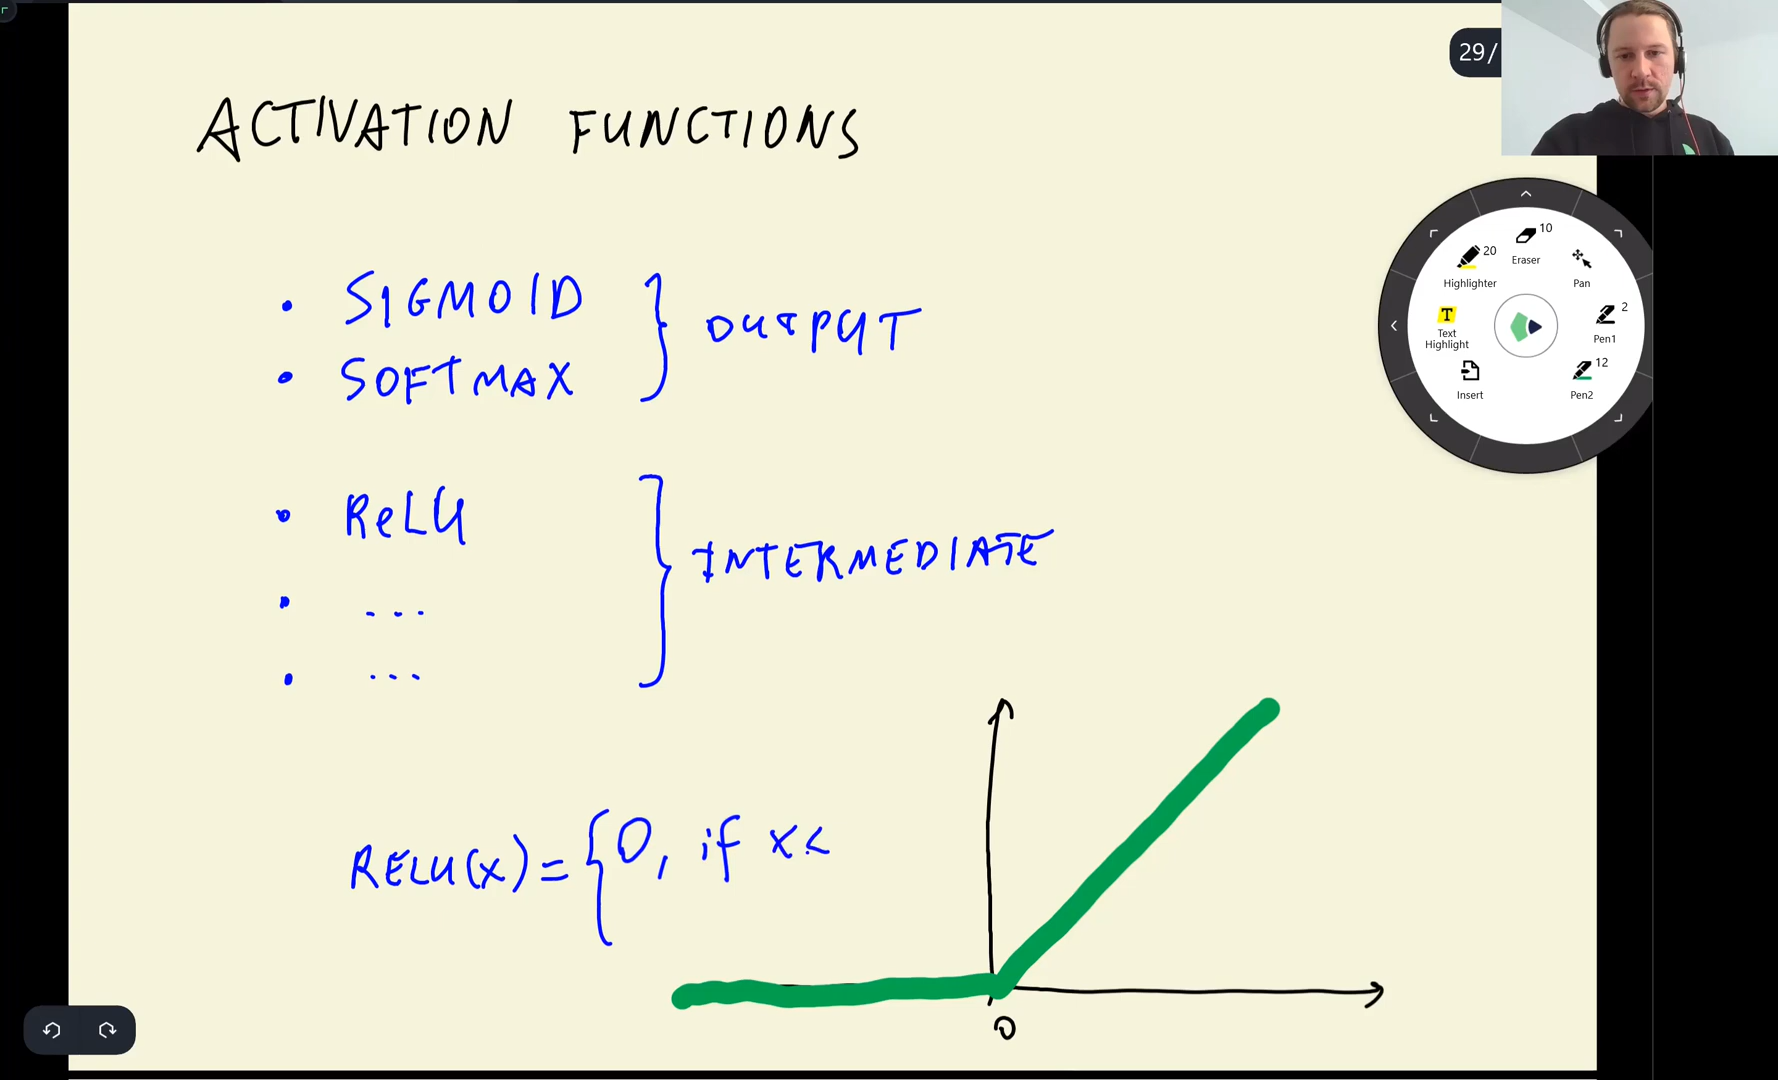 29/
ACTIVATION FUNCTIONS
10
Eraser
20
Highlighter
Pan
T
Text
Highlight
2
Pen1
Insert
12
Pen2
• SIGMOID
• SOFTMAX
OUTPUT
• ReLU
• ...
• ...
INTERMEDIATE
RELU(x) = { 0, if x <
0